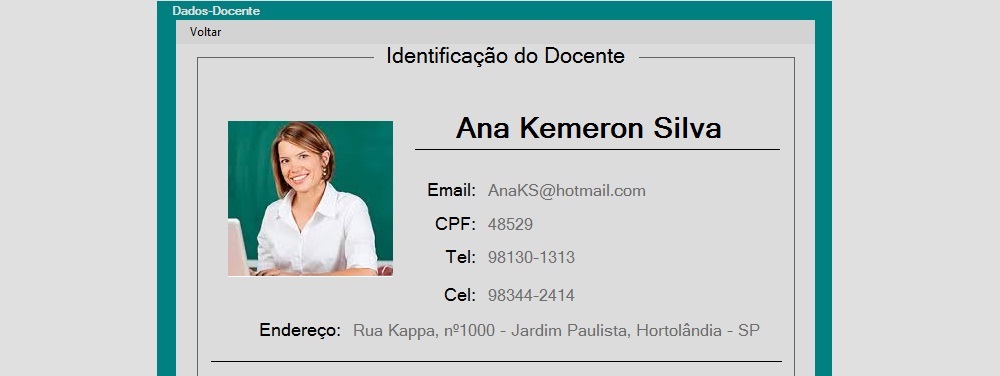 Dados-Docente
Voltar
Identificação do Docente
Ana Kemeron Silva
Email: AnaKS@hotmail.com
CPF: 48529
Tel: 98130-1313
Cel: 98344-2414
Endereço: Rua Kappa, nº1000 - Jardim Paulista, Hortolândia - SP